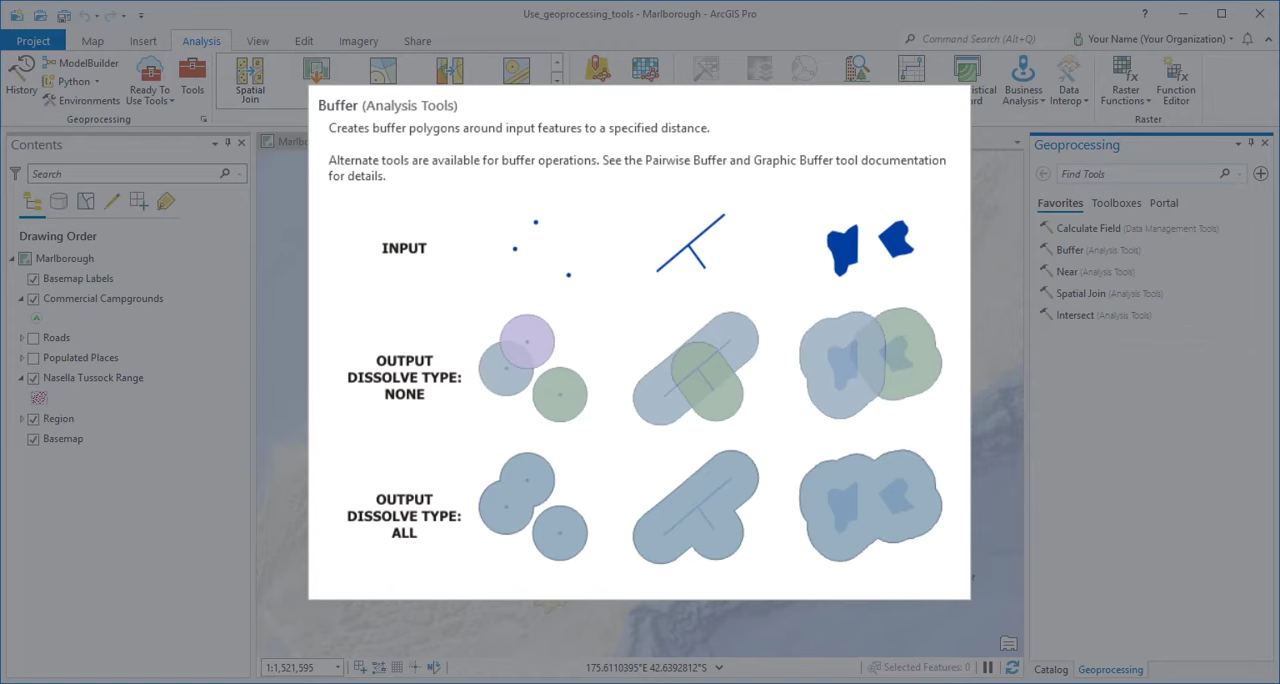 Use_geoprocessing_tools - Marlborough - ArcGIS Pro
?
Project Map Insert Analysis View Edit Imagery Share
Command Search (Alt+Q)
Your Name (Your Organization)
History
ModelBuilder
Python
Environments
Ready To
Use Tools
Tools
Geoprocessing
Spatial
Join
Business
Analysis
Data
Interop
Raster
Functions
Function
Editor
Raster
Contents
Search
Drawing Order
Marlborough
Basemap Labels
Commercial Campgrounds
Roads
Populated Places
Nasella Tussock Range
Region
Basemap
Buffer (Analysis Tools)
Creates buffer polygons around input features to a specified distance.
Alternate tools are available for buffer operations. See the Pairwise Buffer and Graphic Buffer tool documentation
for details.
INPUT
OUTPUT
DISSOLVE TYPE:
NONE
OUTPUT
DISSOLVE TYPE:
ALL
1:1,521,595
175.6110395°E 42.6392812°S
Selected Features: 0
Geoprocessing
Find Tools
Favorites Toolboxes Portal
Calculate Field (Data Management Tools)
Buffer (Analysis Tools)
Near (Analysis Tools)
Spatial Join (Analysis Tools)
Intersect (Analysis Tools)
Catalog Geoprocessing